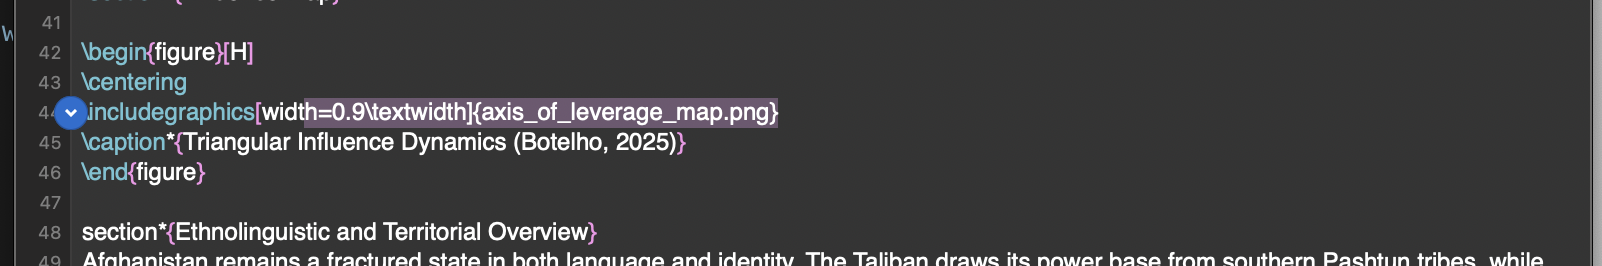 41
42 \begin{figure}[H]
43 \centering
44 includegraphics[width=0.9\textwidth]{axis_of_leverage_map.png}
45 \caption*{Triangular Influence Dynamics (Botelho, 2025)}
46 \end{figure}
47
48 section*{Ethnolinguistic and Territorial Overview}
49 Afghanistan remains a fractured state in both language and identity. The Taliban draws its power base from southern Pashtun tribes, while